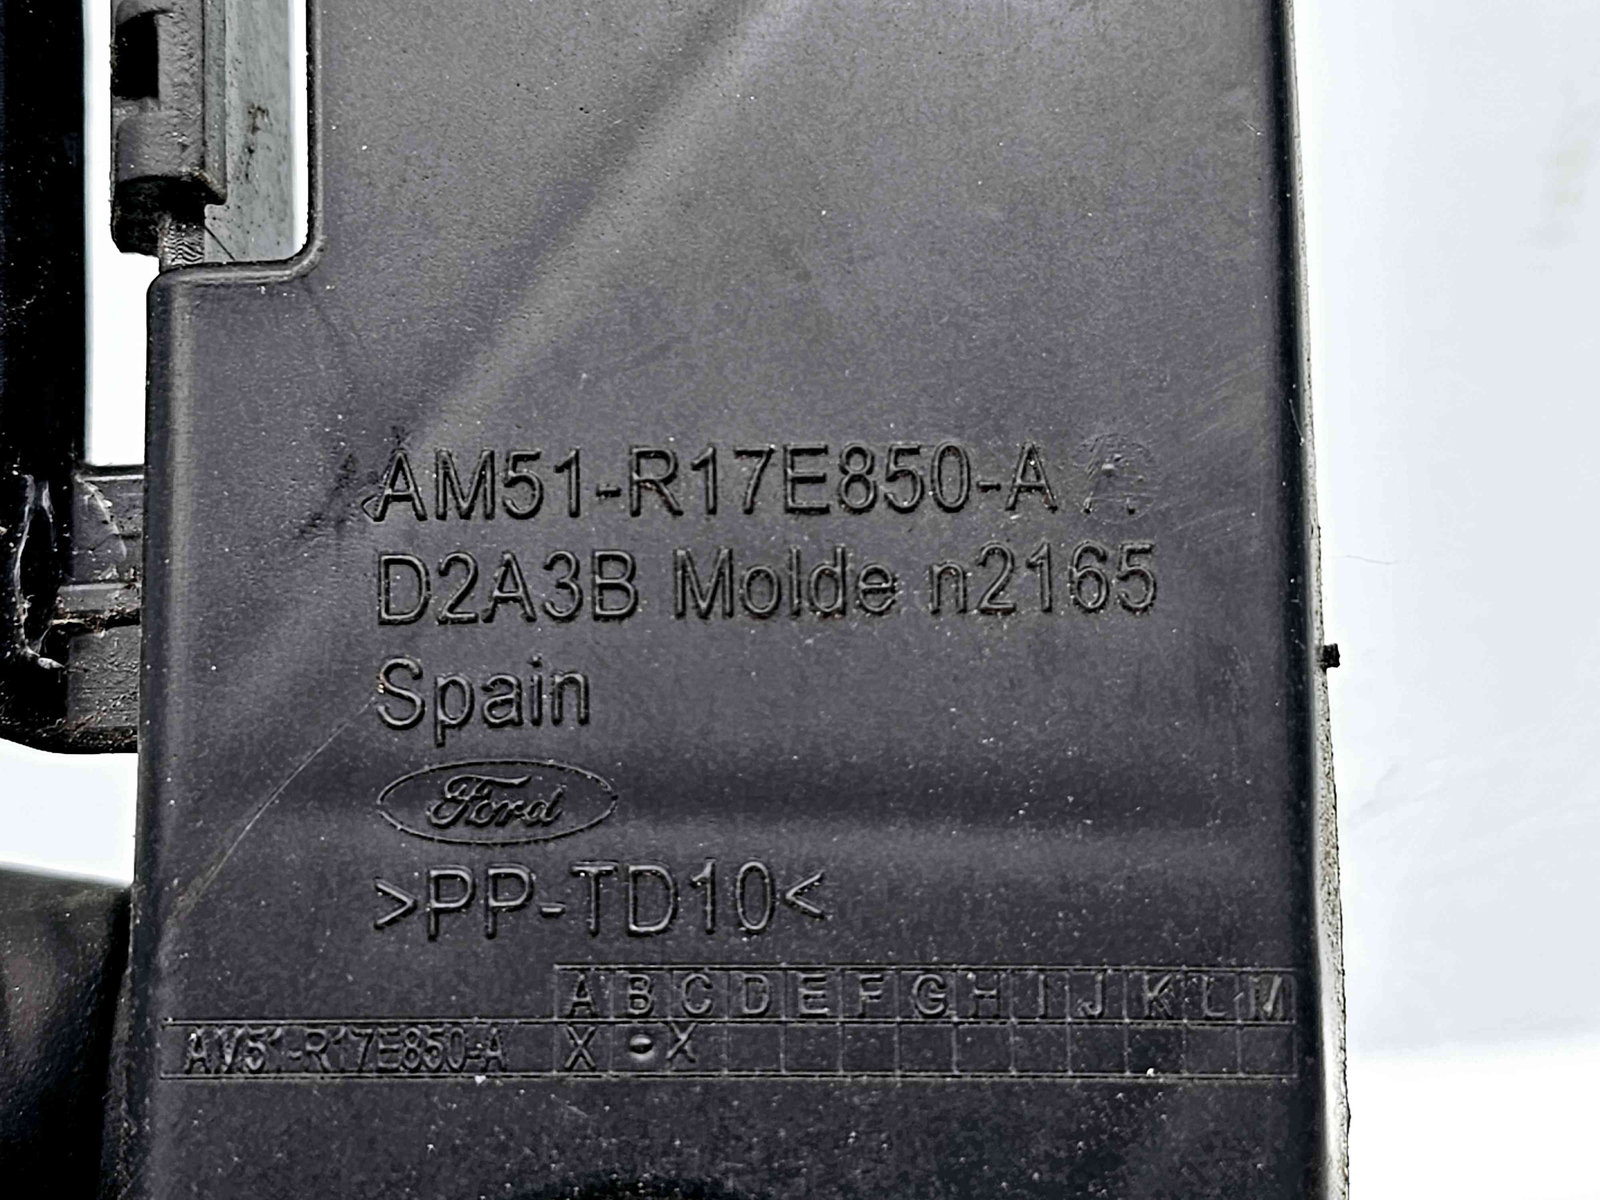 AM51-R17E850-A
D2A3B Molde n2165
Spain
Ford
>PP-TD10<
A B C D E F G H I J K L M
AM51-R17E850-A X - X